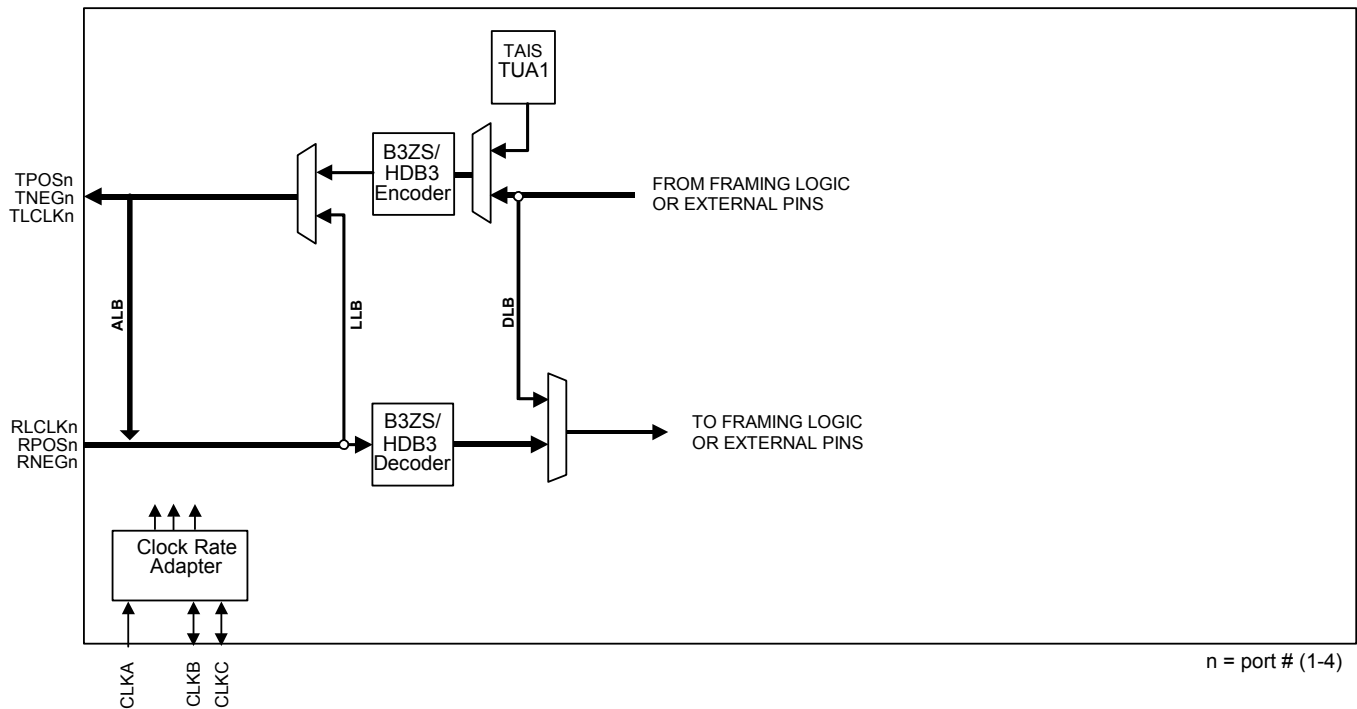 TAIS
TUA1
B3ZS/
HDB3
Encoder
TPOSn
TNEGn
TLCLKn
FROM FRAMING LOGIC
OR EXTERNAL PINS
ALB
LLB
DLB
RLCLKn
RPOSn
RNEGn
B3ZS/
HDB3
Decoder
TO FRAMING LOGIC
OR EXTERNAL PINS
Clock Rate
Adapter
CLKA
CLKB
CLKC
n = port # (1-4)